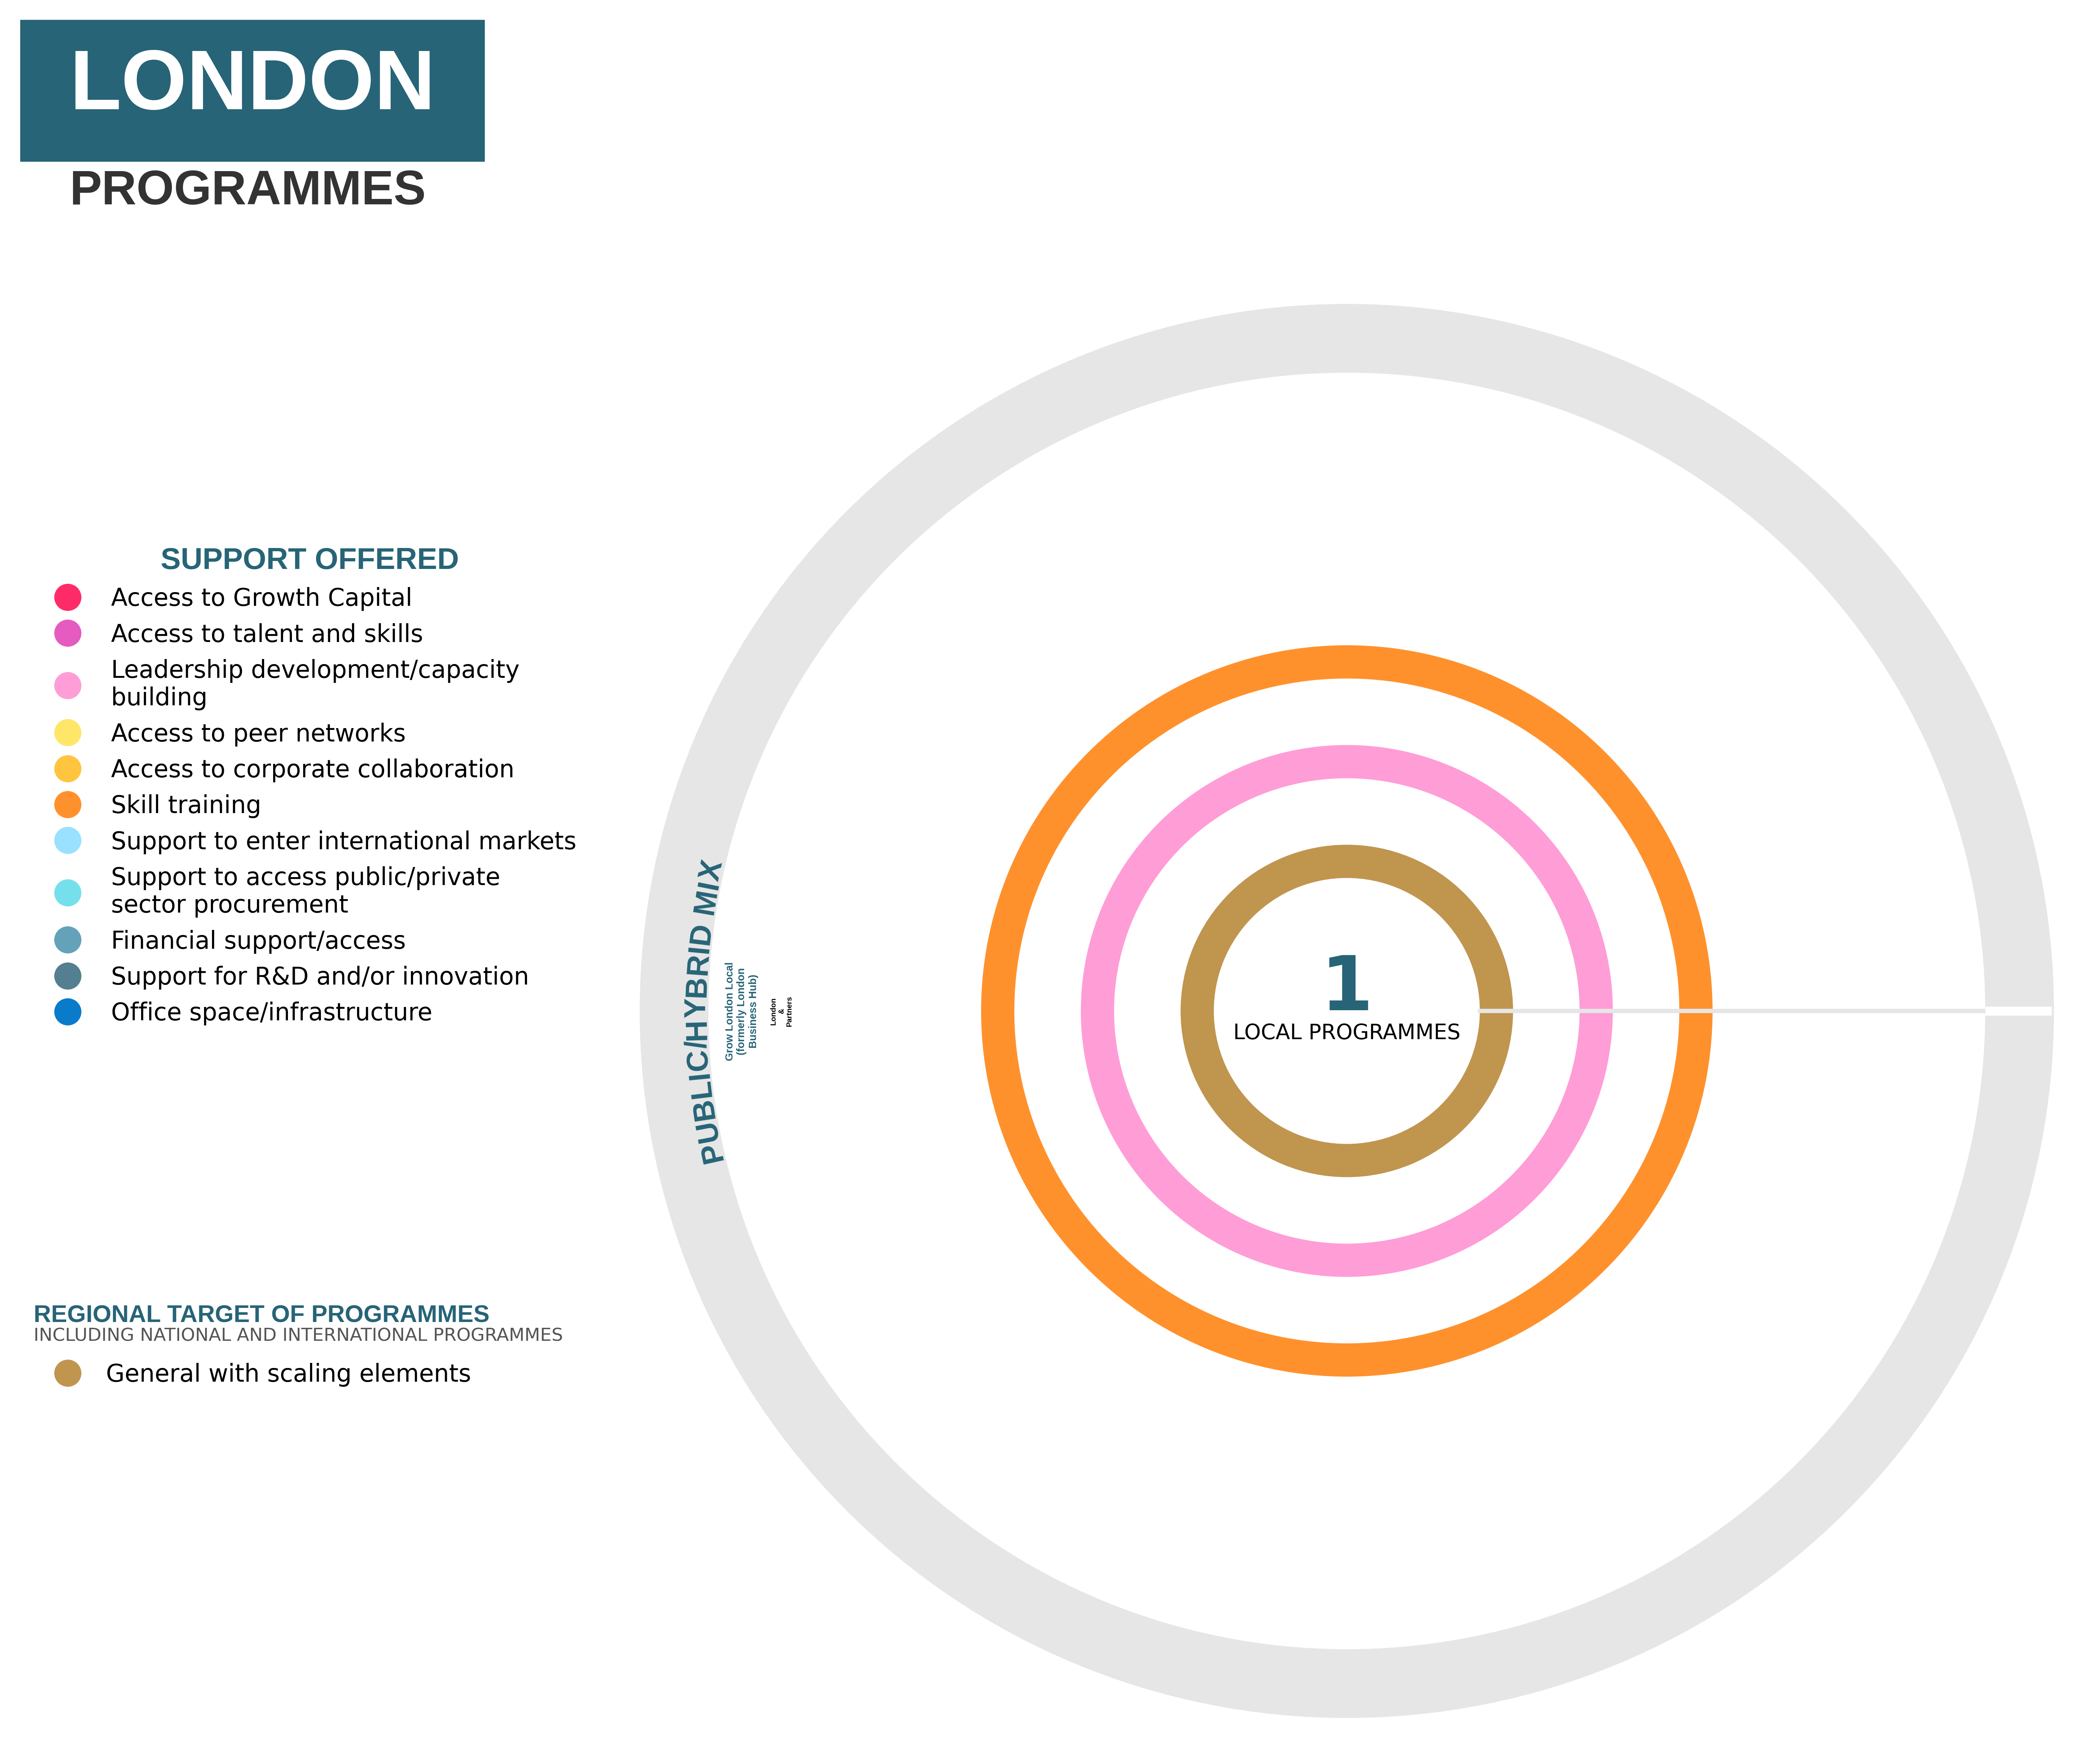 LONDON
PROGRAMMES
SUPPORT OFFERED
Access to Growth Capital
Access to talent and skills
Leadership development/capacity
building
Access to peer networks
Access to corporate collaboration
Skill training
Support to enter international markets
Support to access public/private
sector procurement
Financial support/access
Support for R&D and/or innovation
Office space/infrastructure
REGIONAL TARGET OF PROGRAMMES
INCLUDING NATIONAL AND INTERNATIONAL PROGRAMMES
General with scaling elements
PUBLIC/HYBRID MIX
Grow London Local
(formerly London
Business Hub)
London
&
Partners
1
LOCAL PROGRAMMES